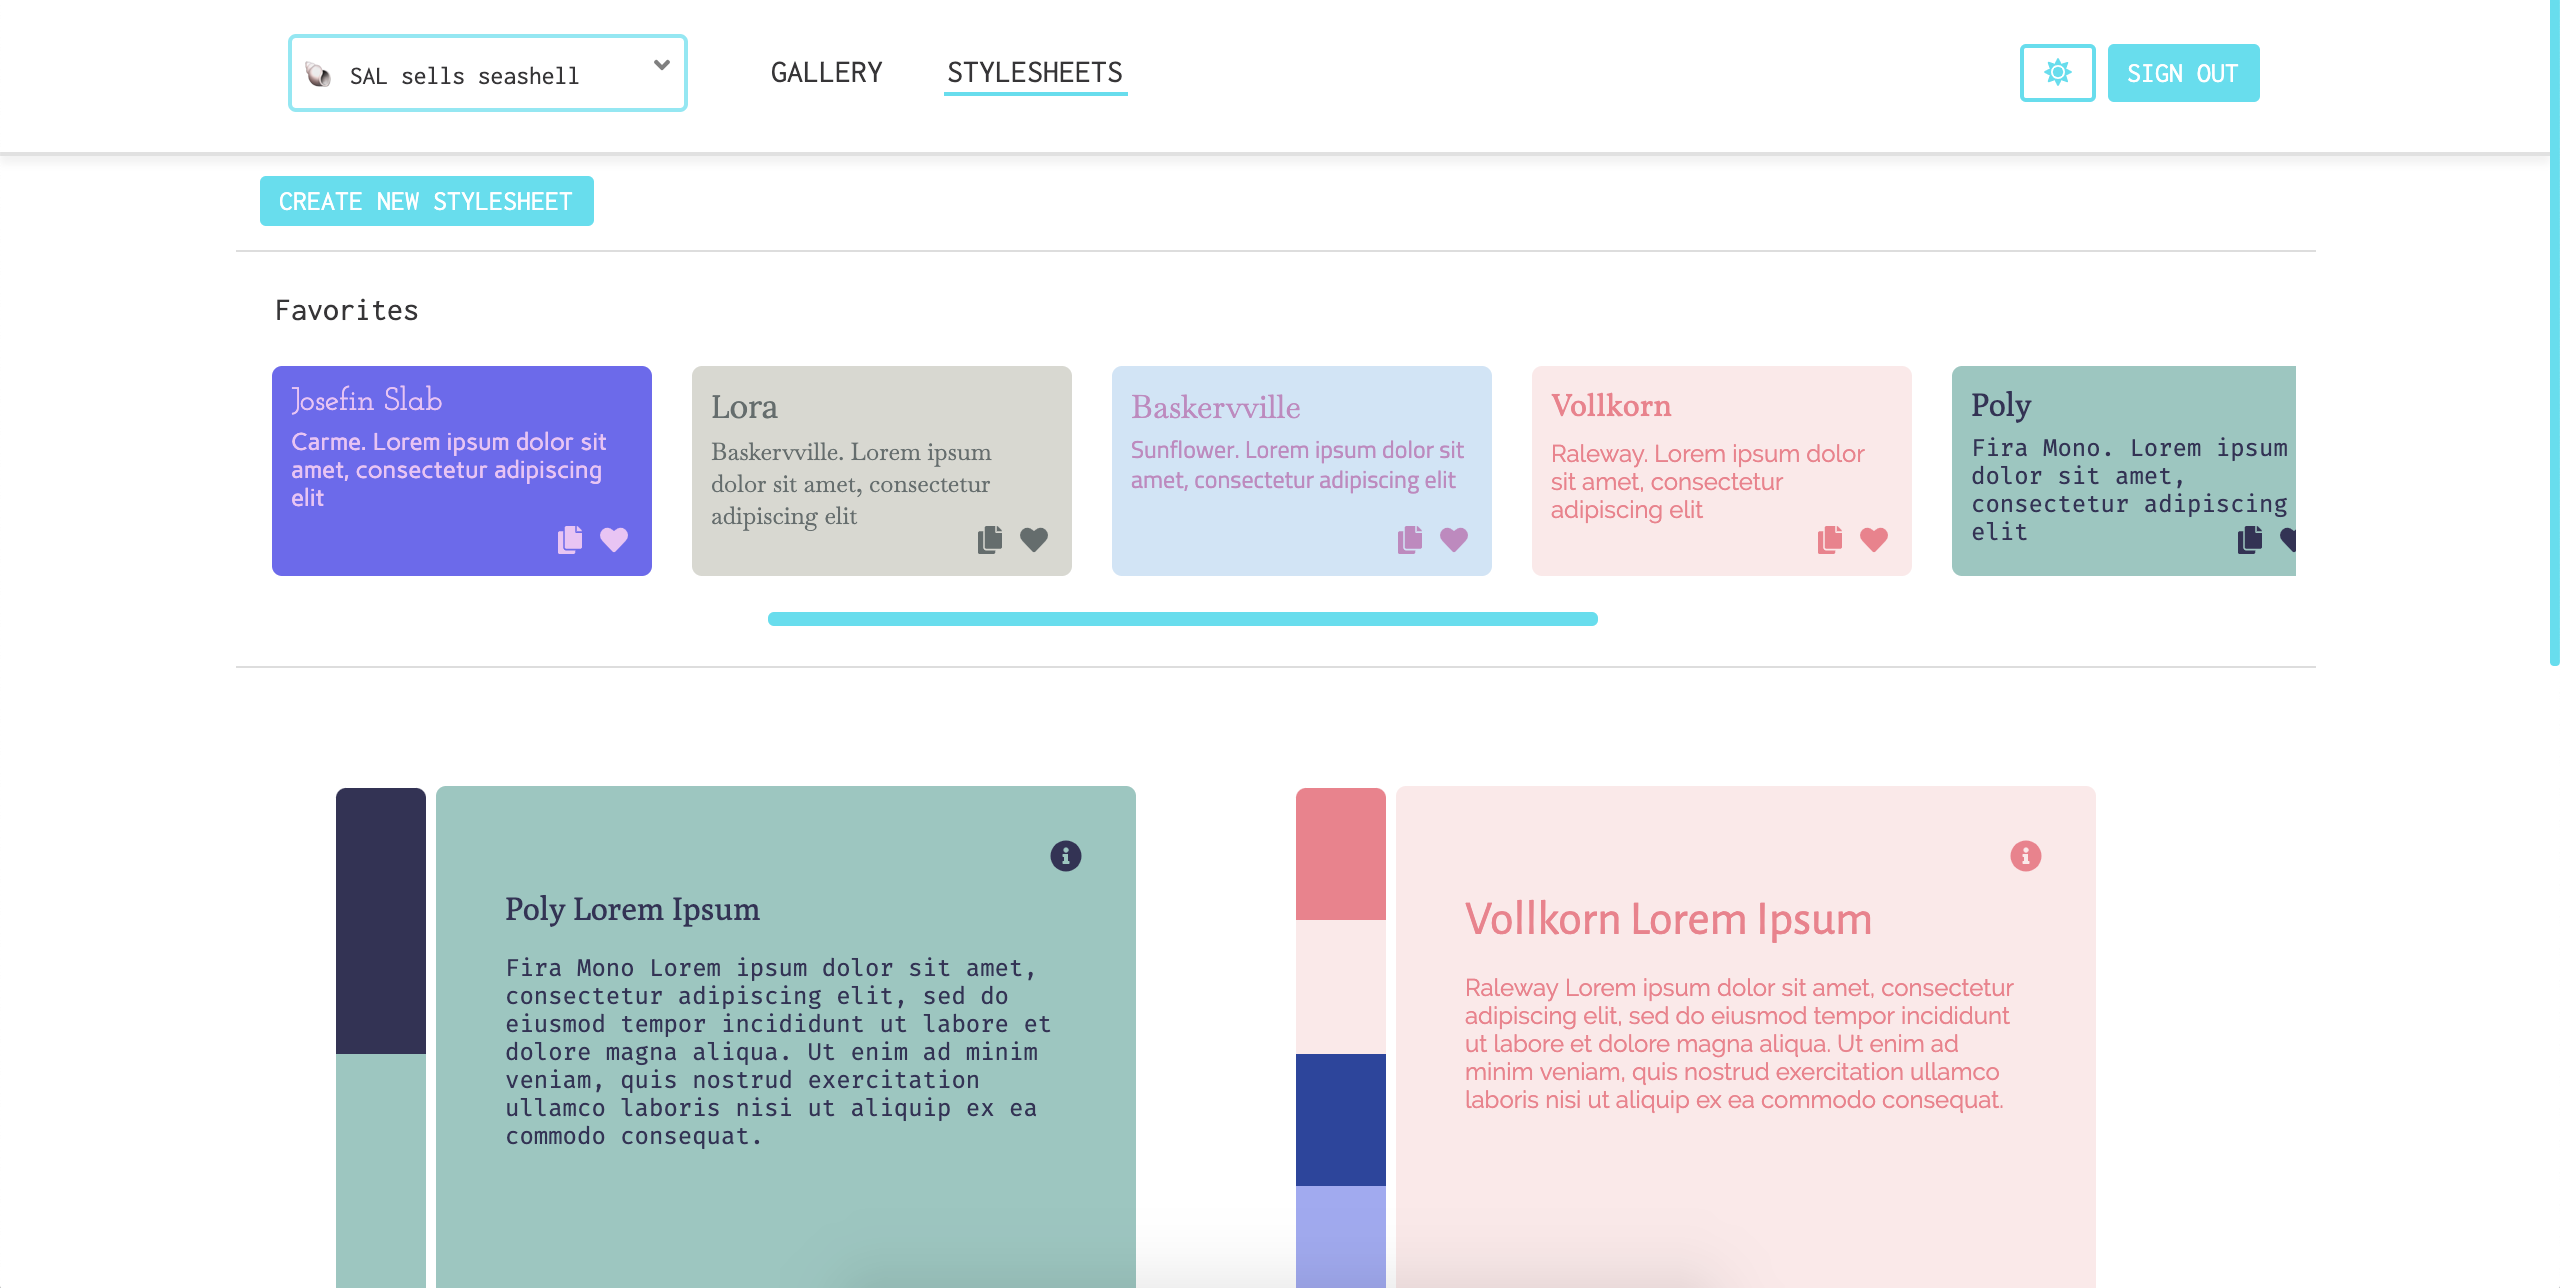 SAL sells seashell
GALLERY
STYLESHEETS
SIGN OUT
CREATE NEW STYLESHEET
Favorites
Josefin Slab
Carme. Lorem ipsum dolor sit
amet, consectetur adipiscing
elit
Lora
Baskervville. Lorem ipsum
dolor sit amet, consectetur
adipiscing elit
Baskervville
Sunflower. Lorem ipsum dolor sit
amet, consectetur adipiscing elit
Vollkorn
Raleway. Lorem ipsum dolor
sit amet, consectetur
adipiscing elit
Poly
Fira Mono. Lorem ipsum
dolor sit amet,
consectetur adipiscing
elit
Poly Lorem Ipsum
Fira Mono Lorem ipsum dolor sit amet,
consectetur adipiscing elit, sed do
eiusmod tempor incididunt ut labore et
dolore magna aliqua. Ut enim ad minim
veniam, quis nostrud exercitation
ullamco laboris nisi ut aliquip ex ea
commodo consequat.
Vollkorn Lorem Ipsum
Raleway Lorem ipsum dolor sit amet, consectetur
adipiscing elit, sed do eiusmod tempor incididunt
ut labore et dolore magna aliqua. Ut enim ad
minim veniam, quis nostrud exercitation ullamco
laboris nisi ut aliquip ex ea commodo consequat.